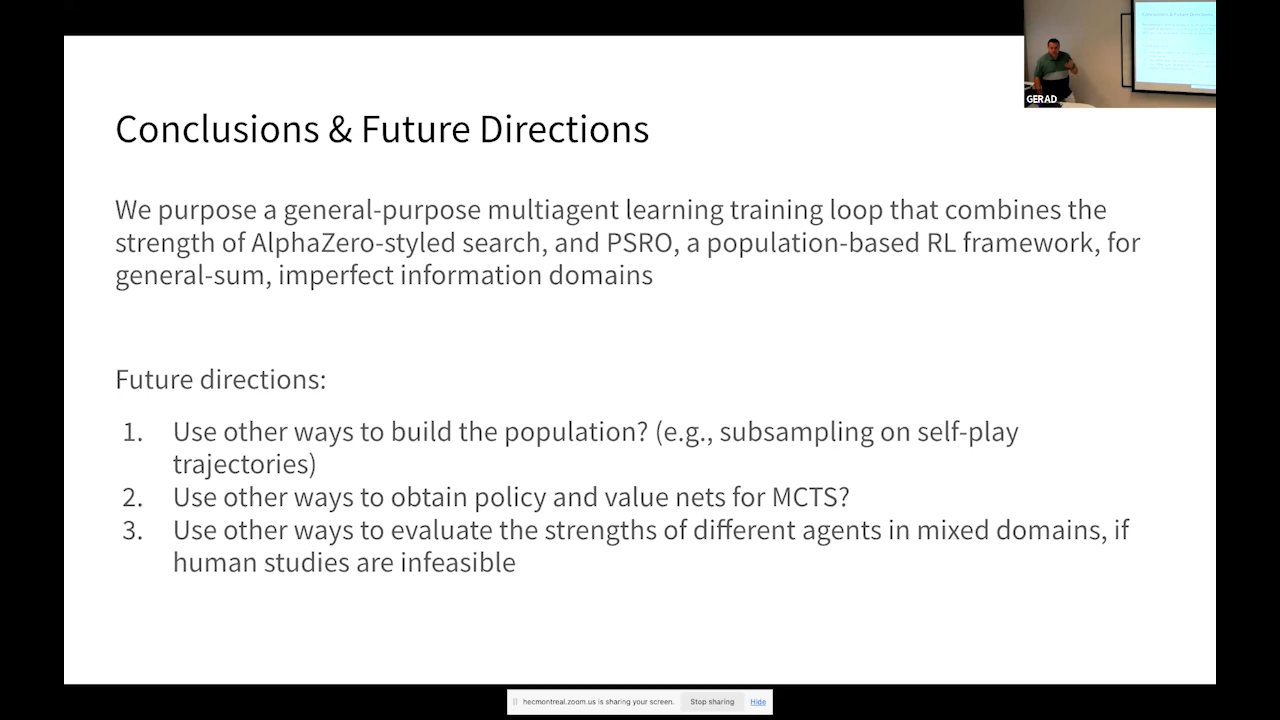 Conclusions & Future Directions
We purpose a general-purpose multiagent learning training loop that combines the
strength of AlphaZero-styled search, and PSRO, a population-based RL framework, for
general-sum, imperfect information domains
Future directions:
1. Use other ways to build the population? (e.g., subsampling on self-play
trajectories)
2. Use other ways to obtain policy and value nets for MCTS?
3. Use other ways to evaluate the strengths of different agents in mixed domains, if
human studies are infeasible
GERAD
hecmontreal.zoom.us is sharing your screen. Stop sharing Hide